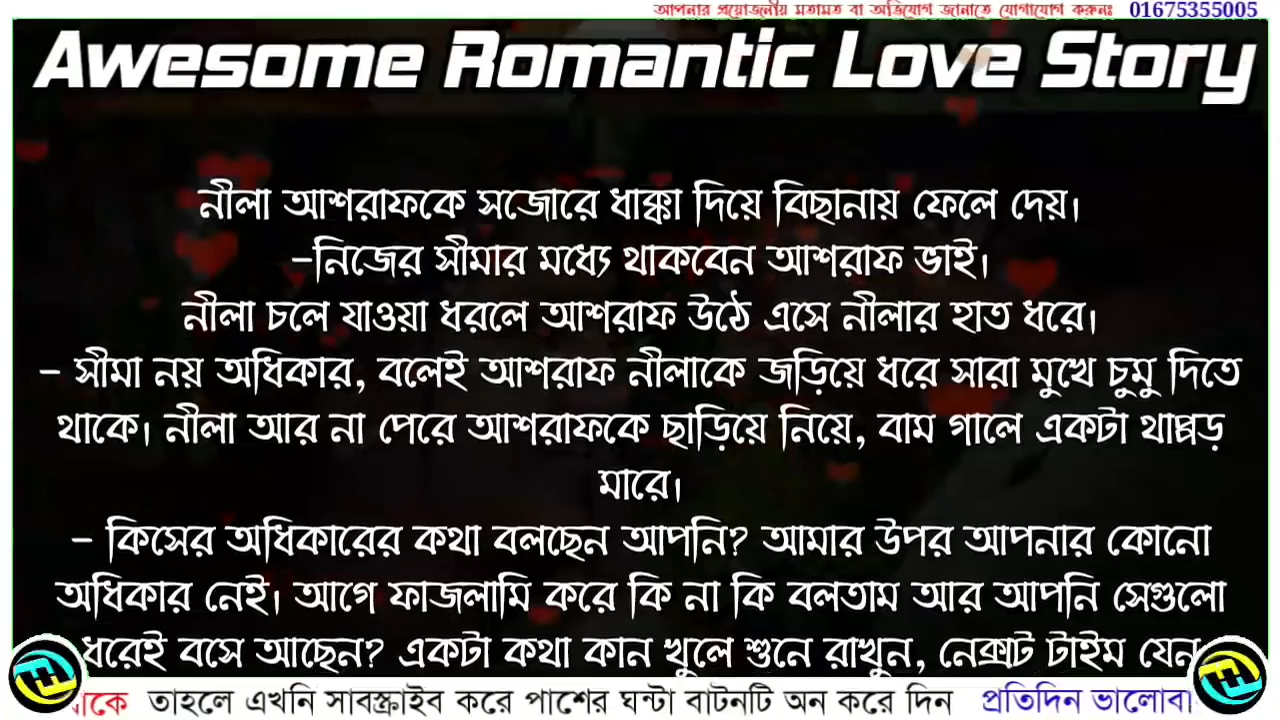 আপনার প্রয়োজনীয় মতামত বা অভিযোগ জানাতে যোগাযোগ করুনঃ 01675355005
Awesome Romantic Love Story
নীলা আশরাফকে সজোরে ধাক্কা দিয়ে বিছানায় ফেলে দেয়।
–নিজের সীমার মধ্যে থাকবেন আশরাফ ভাই।
নীলা চলে যাওয়া ধরলে আশরাফ উঠে এসে নীলার হাত ধরে।
– সীমা নয় অধিকার, বলেই আশরাফ নীলাকে জড়িয়ে ধরে সারা মুখে চুমু দিতে
থাকে। নীলা আর না পেরে আশরাফকে ছাড়িয়ে নিয়ে, বাম গালে একটা থাপ্পড়
মারে।
– কিসের অধিকারের কথা বলছেন আপনি? আমার উপর আপনার কোনো
অধিকার নেই। আগে ফাজলামি করে কি না কি বলতাম আর আপনি সেগুলো
ধরেই বসে আছেন? একটা কথা কান খুলে শুনে রাখুন, নেক্সট টাইম যেন
তাহলে এখনি সাবস্ক্রাইব করে পাশের ঘন্টা বাটনটি অন করে দিন প্রতিদিন